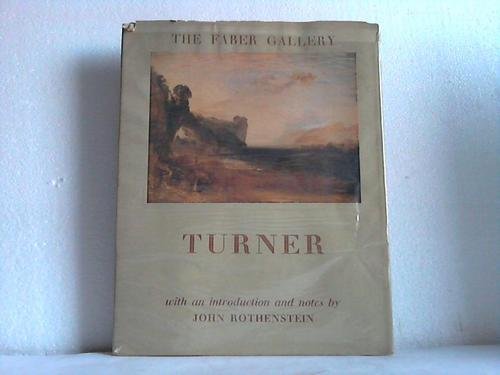 THE FABER GALLERY
TURNER
with an introduction and notes by
JOHN ROTHENSTEIN